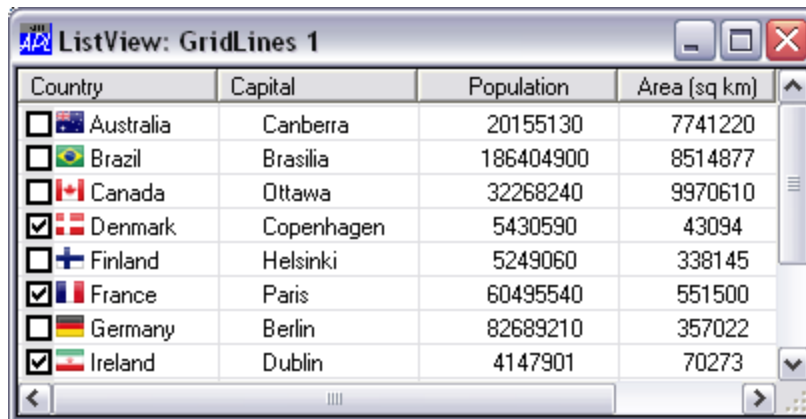 APL ListView: GridLines 1
Country Capital Population Area (sq km)
Australia Canberra 20155130 7741220
Brazil Brasilia 186404900 8514877
Canada Ottawa 32268240 9970610
Denmark Copenhagen 5430590 43094
Finland Helsinki 5249060 338145
France Paris 60495540 551500
Germany Berlin 82689210 357022
Ireland Dublin 4147901 70273